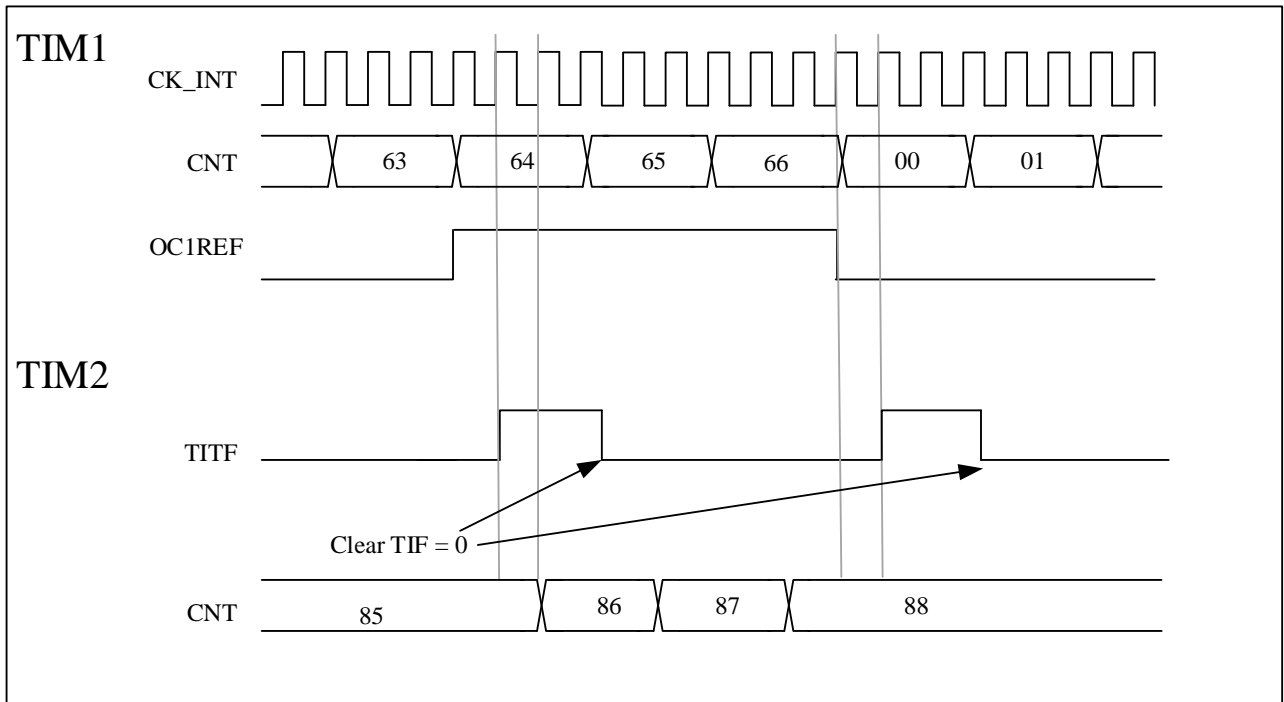 TIM1
CK_INT
CNT 63 64 65 66 00 01
OC1REF
TIM2
TITF
Clear TIF = 0
CNT 85 86 87 88